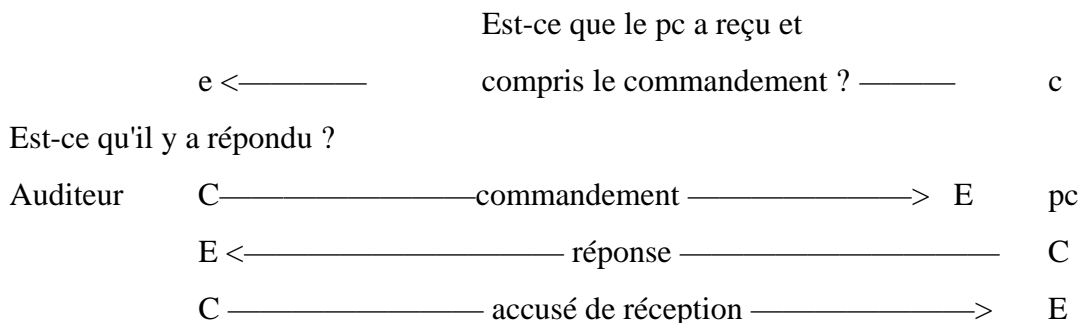 Est-ce que le pc a reçu et
e <———— compris le commandement ? ——— c
Est-ce qu'il y a répondu ?
Auditeur C————————commandement ———————> E pc
E <—————————— réponse —————————— C
C ———————— accusé de réception ———————> E